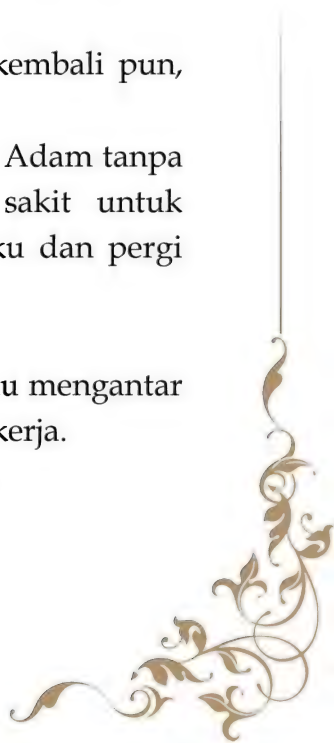 kembali pun,
Adam tanpa
sakit untuk
ku dan pergi
u mengantar
kerja.